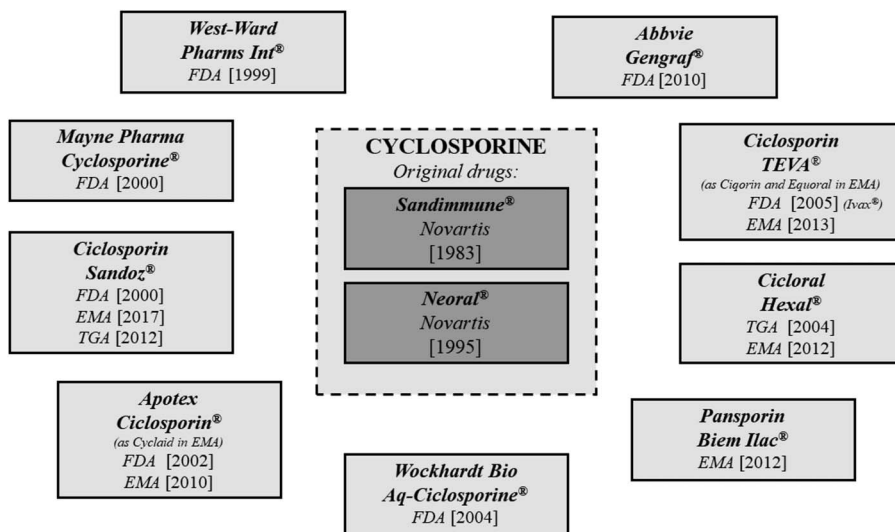 West-Ward
Pharms Int®
FDA [1999]
Abbvie
Gengraf®
FDA [2010]
Mayne Pharma
Cyclosporine®
FDA [2000]
CYCLOSPORINE
Original drugs:
Sandimmune®
Novartis
[1983]
Neoral®
Novartis
[1995]
Ciclosporin
TEVA®
(as Ciqorin and Equoral in EMA)
FDA [2005] (Ivax®)
EMA [2013]
Ciclosporin
Sandoz®
FDA [2000]
EMA [2017]
TGA [2012]
Cicloral
Hexal®
TGA [2004]
EMA [2012]
Apotex
Ciclosporin®
(as Cyclaid in EMA)
FDA [2002]
EMA [2010]
Wockhardt Bio
Aq-Ciclosporine®
FDA [2004]
Pansporin
Biem Ilac®
EMA [2012]